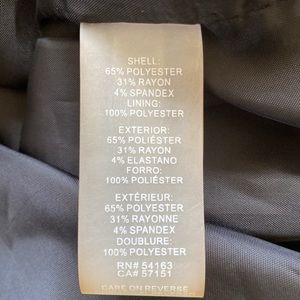 SHELL:
65% POLYESTER
31% RAYON
4% SPANDEX
LINING:
100% POLYESTER
EXTERIOR:
65% POLIÉSTER
31% RAYON
4% ELASTANO
FORRO:
100% POLIÉSTER
EXTÉRIEUR:
65% POLYESTER
31% RAYONNE
4% SPANDEX
DOUBLURE:
100% POLYESTER
RN# 54163
CA# 57151
CARE ON REVERSE